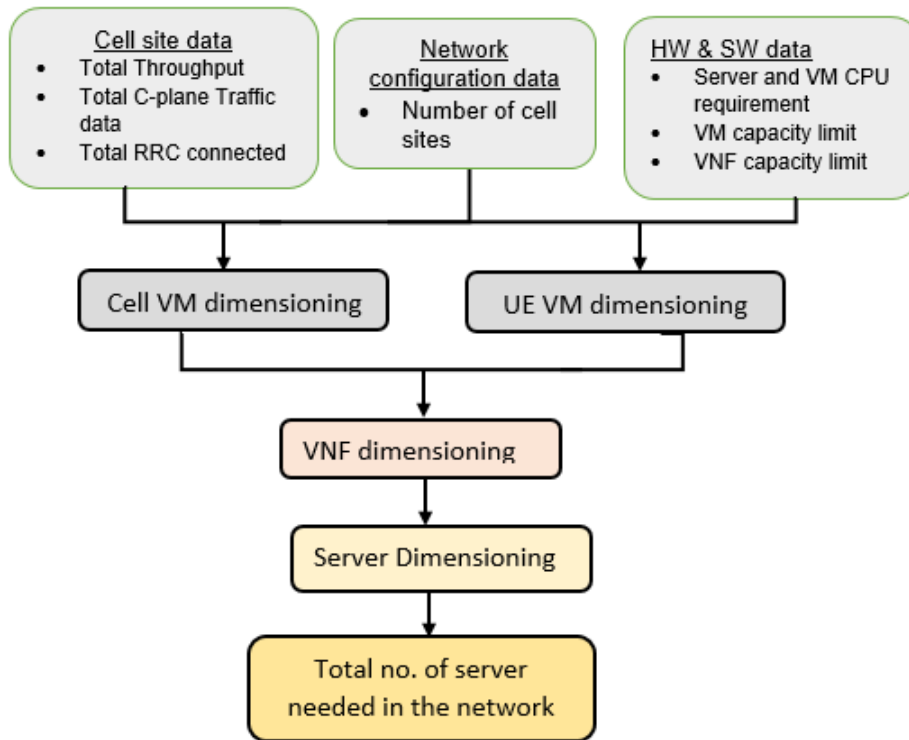 Cell site data
• Total Throughput
• Total C-plane Traffic
data
• Total RRC connected
Network
configuration data
• Number of cell
sites
HW & SW data
• Server and VM CPU
requirement
• VM capacity limit
• VNF capacity limit
Cell VM dimensioning
UE VM dimensioning
VNF dimensioning
Server Dimensioning
Total no. of server
needed in the network